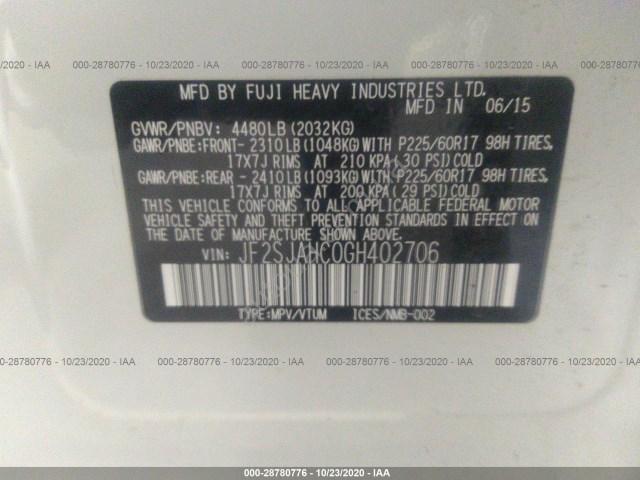 000-28780776 - 10/23/2020 - IAA
MFD BY FUJI HEAVY INDUSTRIES LTD.
MFD IN 06/15
GVWR/PNBV: 4480LB (2032KG)
GAWR/PNBE:FRONT- 2310LB (1048KG) WITH P225/60R17 98H TIRES,
17X7J RIMS AT 210 KPA (30 PSI) COLD
GAWR/PNBE:REAR - 2410LB (1093KG) WITH P225/60R17 98H TIRES,
17X7J RIMS AT 200 KPA (29 PSI) COLD
THIS VEHICLE CONFORMS TO ALL APPLICABLE FEDERAL MOTOR
VEHICLE SAFETY AND THEFT PREVENTION STANDARDS IN EFFECT ON
THE DATE OF MANUFACTURE SHOWN ABOVE.
VIN: JF2SJAHC0GH402706
TYPE:MPV/VTUM ICES/NMB-002
000-28780776 - 10/23/2020 - IAA
000-28780776 - 10/23/2020 - IAA